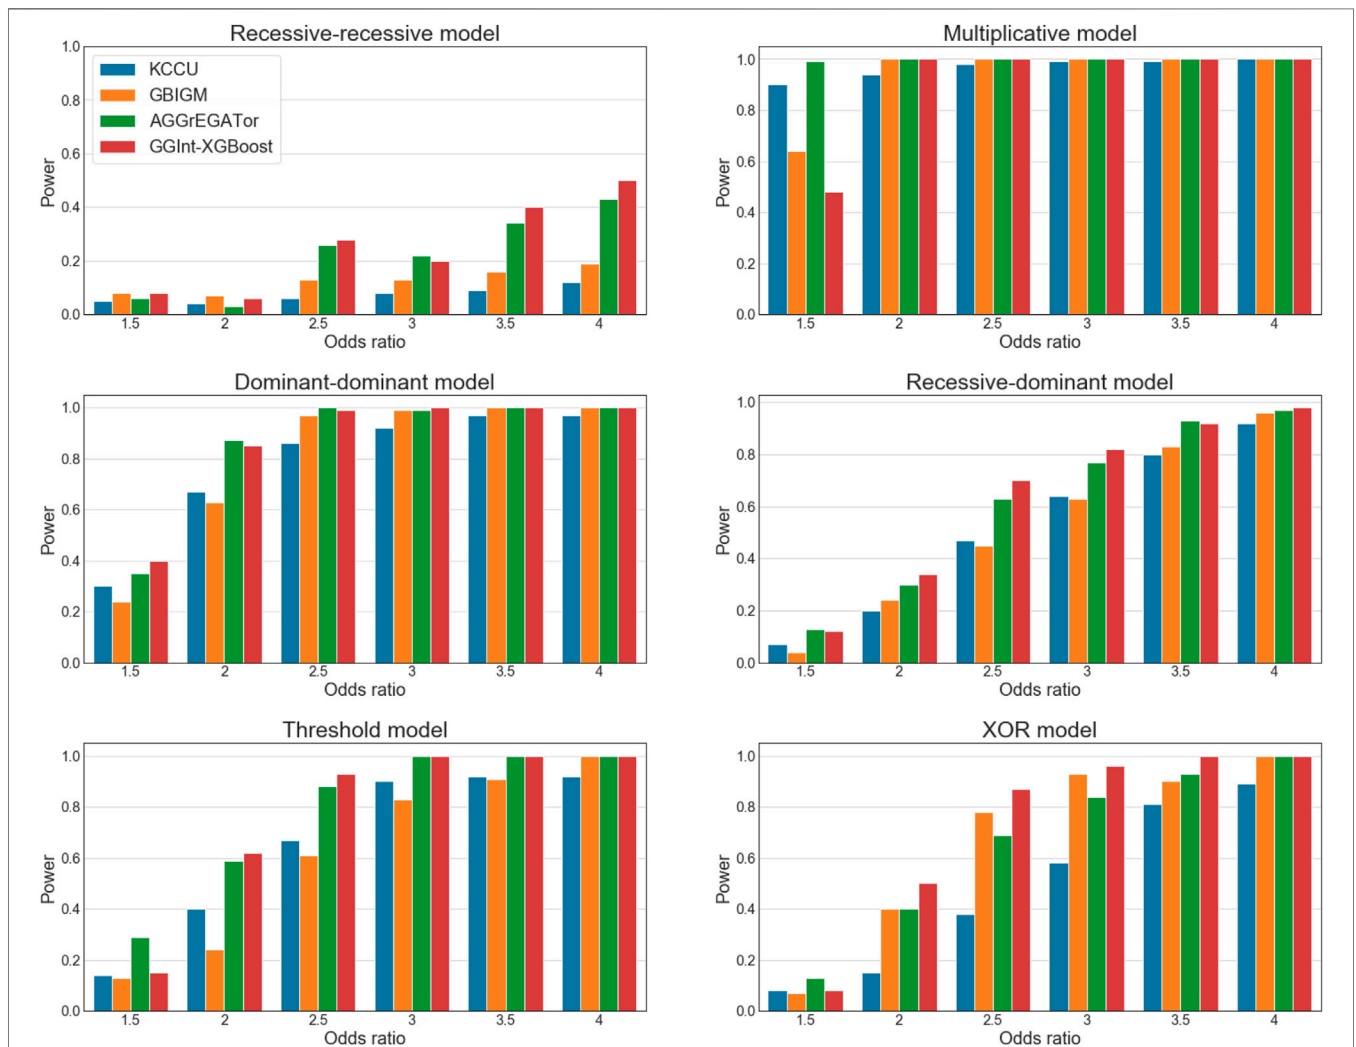 Recessive-recessive model
1.0
0.8
0.6
0.4
0.2
0.0
Power
KCCU
GBIGM
AGGrEGATor
GGInt-XGBoost
1.5 2 2.5 3 3.5 4
Odds ratio
Multiplicative model
1.0
0.8
0.6
0.4
0.2
0.0
Power
1.5 2 2.5 3 3.5 4
Odds ratio
Dominant-dominant model
1.0
0.8
0.6
0.4
0.2
0.0
Power
1.5 2 2.5 3 3.5 4
Odds ratio
Recessive-dominant model
1.0
0.8
0.6
0.4
0.2
0.0
Power
1.5 2 2.5 3 3.5 4
Odds ratio
Threshold model
1.0
0.8
0.6
0.4
0.2
0.0
Power
1.5 2 2.5 3 3.5 4
Odds ratio
XOR model
1.0
0.8
0.6
0.4
0.2
0.0
Power
1.5 2 2.5 3 3.5 4
Odds ratio